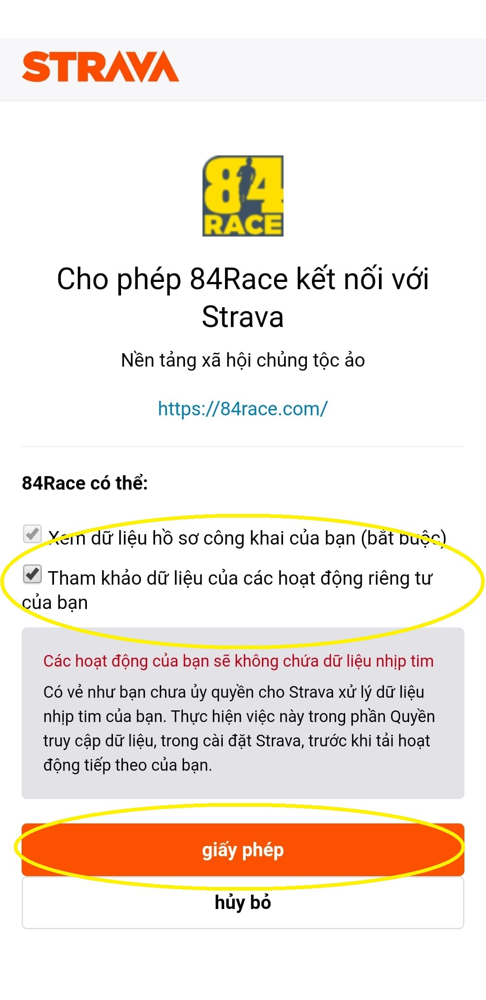 STRAVA
84
RACE
Cho phép 84Race kết nối với
Strava
Nền tảng xã hội chủng tộc ảo
https://84race.com/
84Race có thể:
Xem dữ liệu hồ sơ công khai của bạn (bắt buộc)
Tham khảo dữ liệu của các hoạt động riêng tư
của bạn
Các hoạt động của bạn sẽ không chứa dữ liệu nhịp tim
Có vẻ như bạn chưa ủy quyền cho Strava xử lý dữ liệu
nhịp tim của bạn. Thực hiện việc này trong phần Quyền
truy cập dữ liệu, trong cài đặt Strava, trước khi tải hoạt
động tiếp theo của bạn.
giấy phép
hủy bỏ